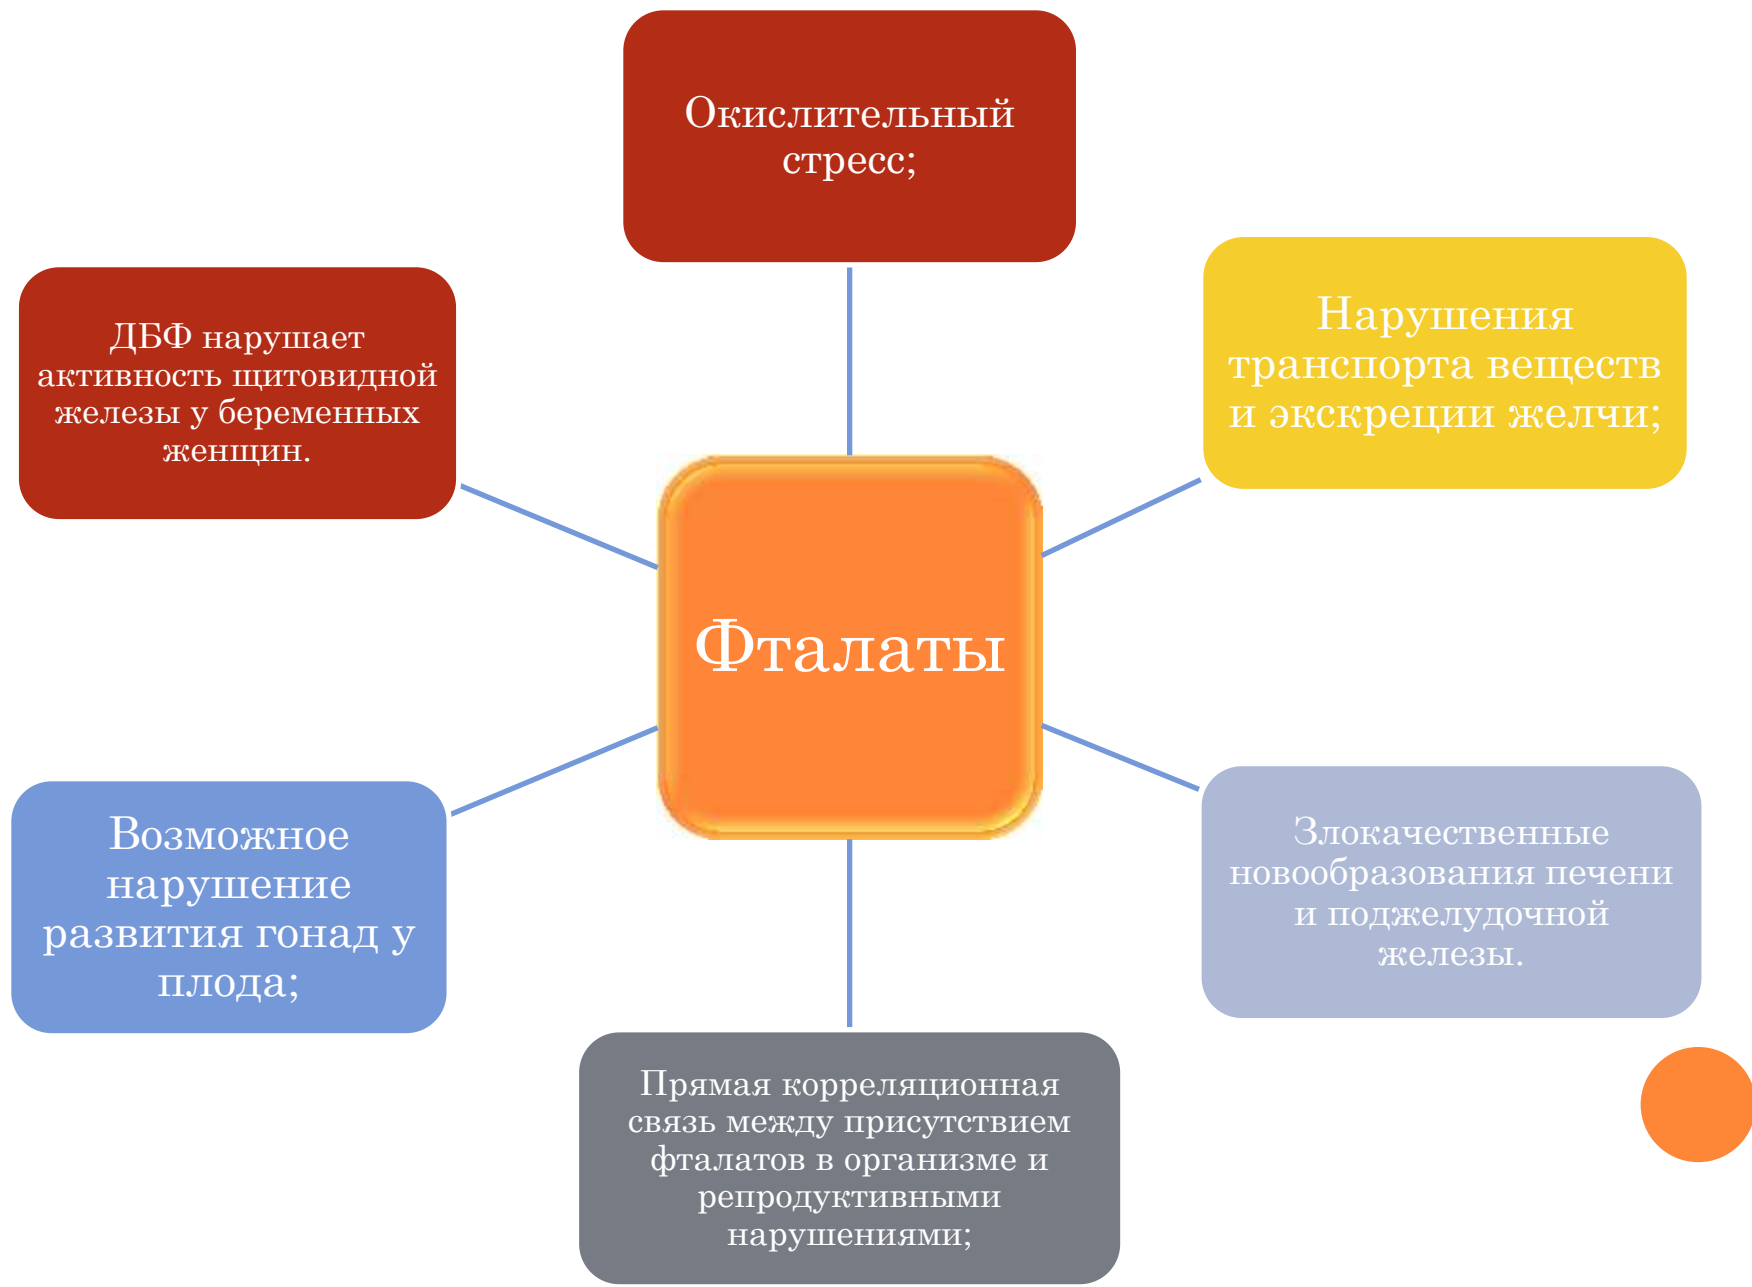 Окислительный
стресс;
Нарушения
транспорта веществ
и экскреции желчи;
ДБФ нарушает
активность щитовидной
железы у беременных
женщин.
Фталаты
Злокачественные
новообразования печени
и поджелудочной
железы.
Возможное
нарушение
развития гонад у
плода;
Прямая корреляционная
связь между присутствием
фталатов в организме и
репродуктивными
нарушениями;